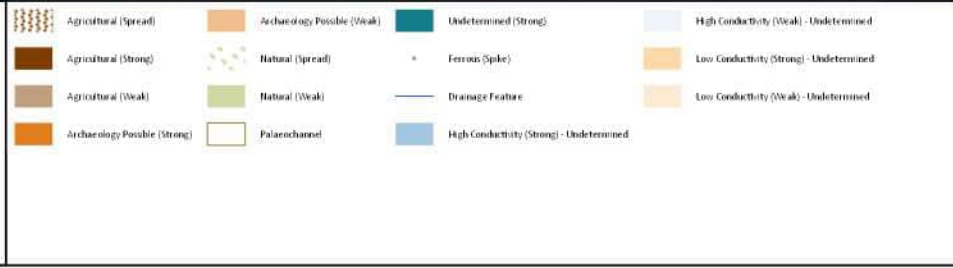 Agricultural (Spread)
Agricultural (Strong)
Agricultural (Weak)
Archaeology Possible (Strong)
Archaeology Possible (Weak)
Natural (Spread)
Natural (Weak)
Palaeochannel
Undetermined (Strong)
Ferrous (Spike)
Drainage Feature
High Conductivity (Strong) - Undetermined
High Conductivity (Weak) - Undetermined
Low Conductivity (Strong) - Undetermined
Low Conductivity (Weak) - Undetermined